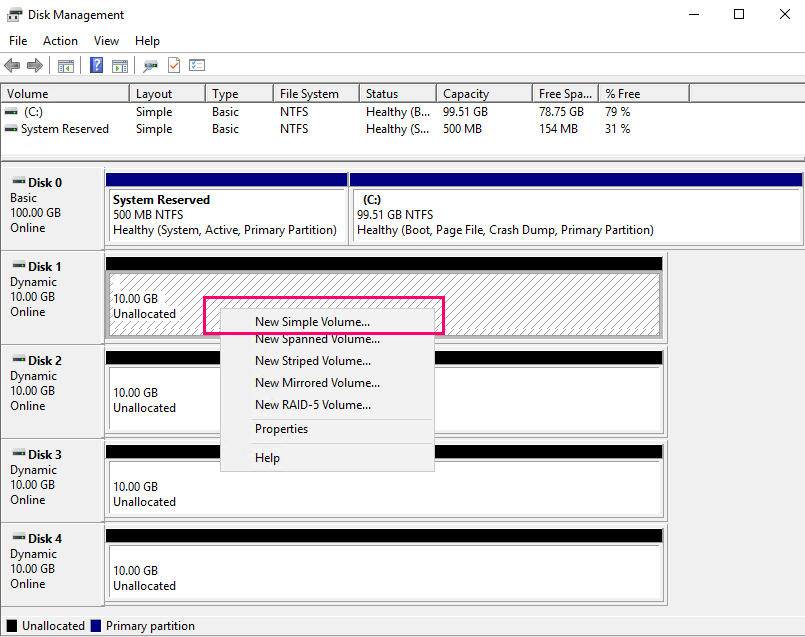 Disk Management
File Action View Help
Volume Layout Type File System Status Capacity Free Spa... % Free
(C:) Simple Basic NTFS Healthy (B... 99.51 GB 78.75 GB 79 %
System Reserved Simple Basic NTFS Healthy (S... 500 MB 154 MB 31 %
Disk 0
Basic
100.00 GB
Online
System Reserved
500 MB NTFS
Healthy (System, Active, Primary Partition)
(C:)
99.51 GB NTFS
Healthy (Boot, Page File, Crash Dump, Primary Partition)
Disk 1
Dynamic
10.00 GB
Online
10.00 GB
Unallocated
New Simple Volume...
New Spanned Volume...
New Striped Volume...
New Mirrored Volume...
New RAID-5 Volume...
Properties
Help
Disk 2
Dynamic
10.00 GB
Online
10.00 GB
Unallocated
Disk 3
Dynamic
10.00 GB
Online
10.00 GB
Unallocated
Disk 4
Dynamic
10.00 GB
Online
10.00 GB
Unallocated
Unallocated Primary partition